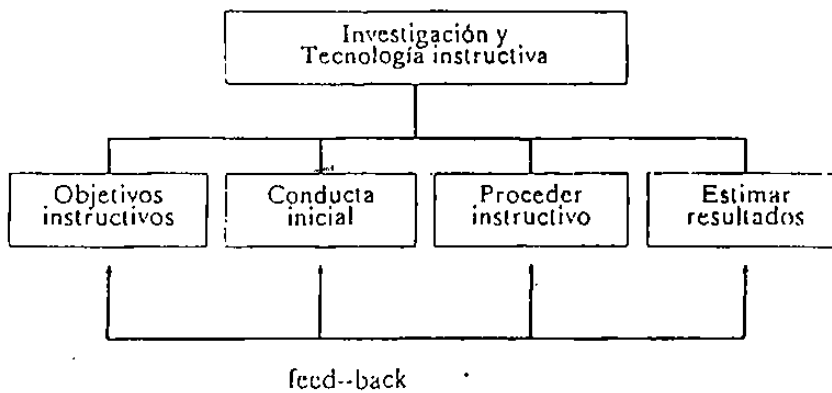 Investigación y
Tecnología instructiva
Objetivos
instructivos
Conducta
inicial
Proceder
instructivo
Estimar
resultados
feed--back